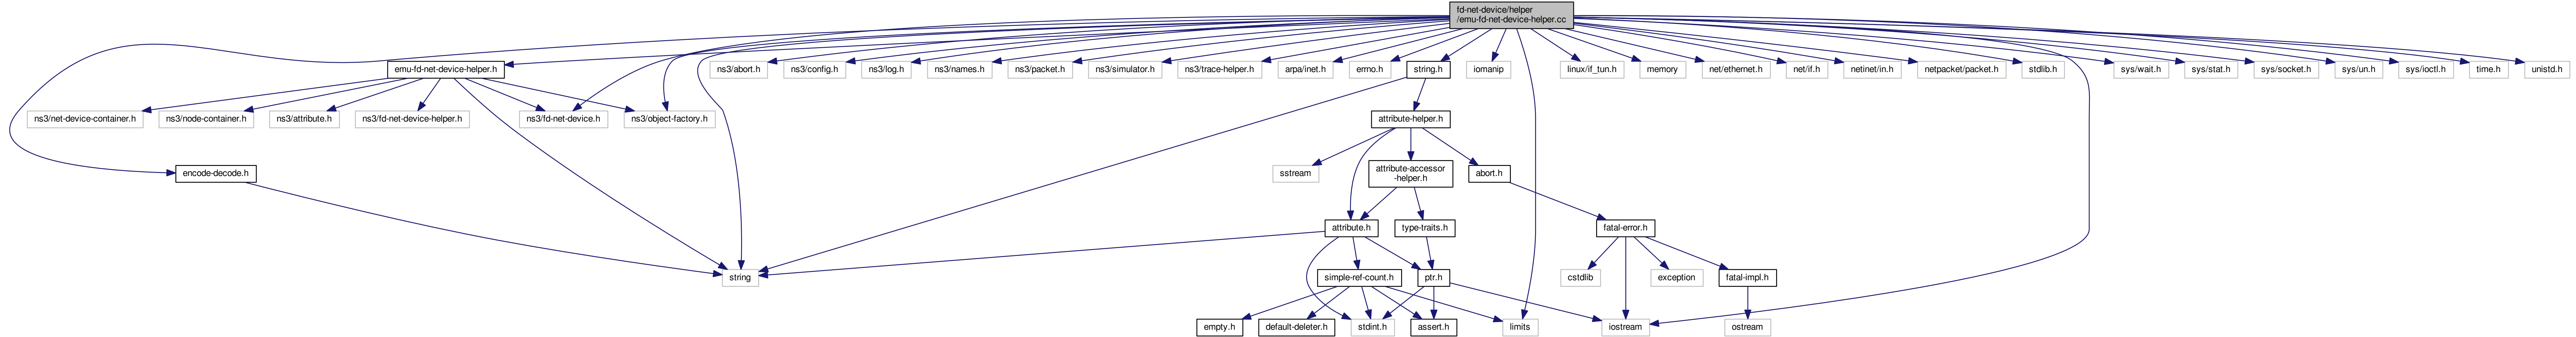 fd-net-device/helper
/emu-fd-net-device-helper.cc
emu-fd-net-device-helper.h
ns3/abort.h
ns3/config.h
ns3/log.h
ns3/names.h
ns3/packet.h
ns3/simulator.h
ns3/trace-helper.h
arpa/inet.h
errno.h
string.h
iomanip
linux/if_tun.h
memory
net/ethernet.h
net/if.h
netinet/in.h
netpacket/packet.h
stdlib.h
sys/wait.h
sys/stat.h
sys/socket.h
sys/un.h
sys/ioctl.h
time.h
unistd.h
ns3/net-device-container.h
ns3/node-container.h
ns3/attribute.h
ns3/fd-net-device-helper.h
ns3/fd-net-device.h
ns3/object-factory.h
attribute-helper.h
encode-decode.h
sstream
attribute-accessor
-helper.h
abort.h
attribute.h
type-traits.h
fatal-error.h
string
simple-ref-count.h
ptr.h
cstdlib
exception
fatal-impl.h
empty.h
default-deleter.h
stdint.h
assert.h
limits
iostream
ostream